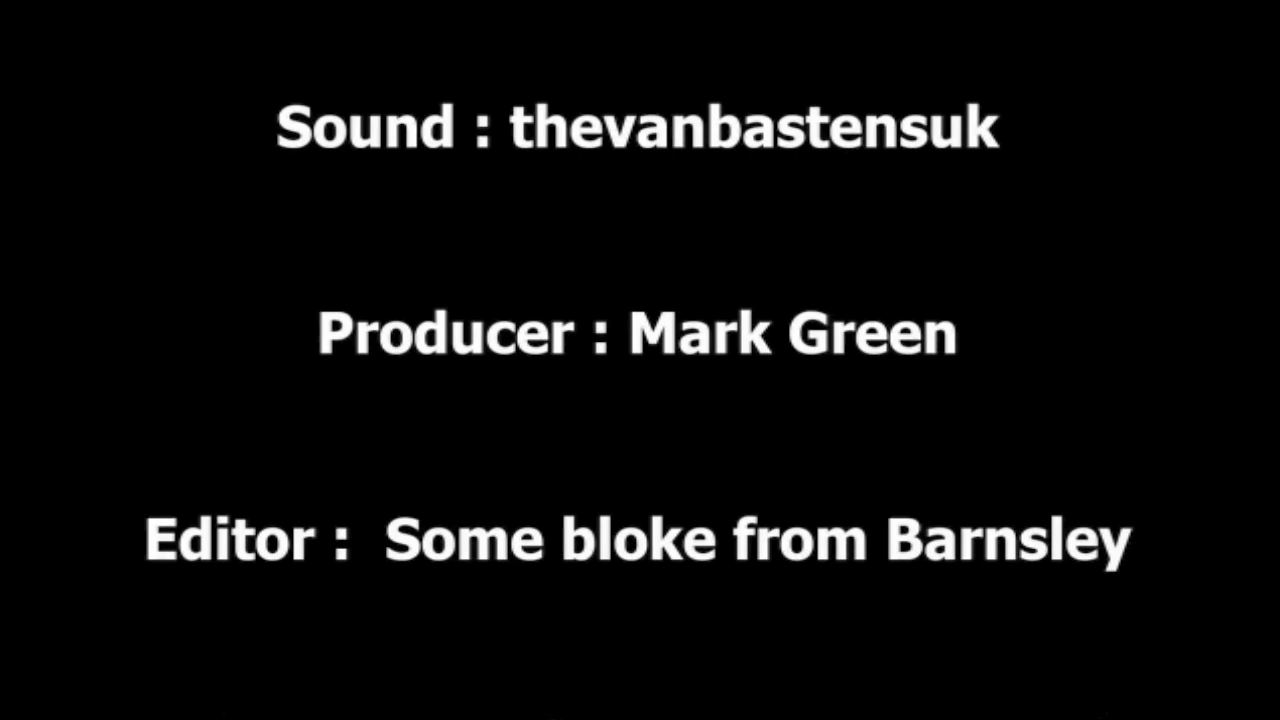 Sound : thevanbastensuk
Producer : Mark Green
Editor :  Some bloke from Barnsley